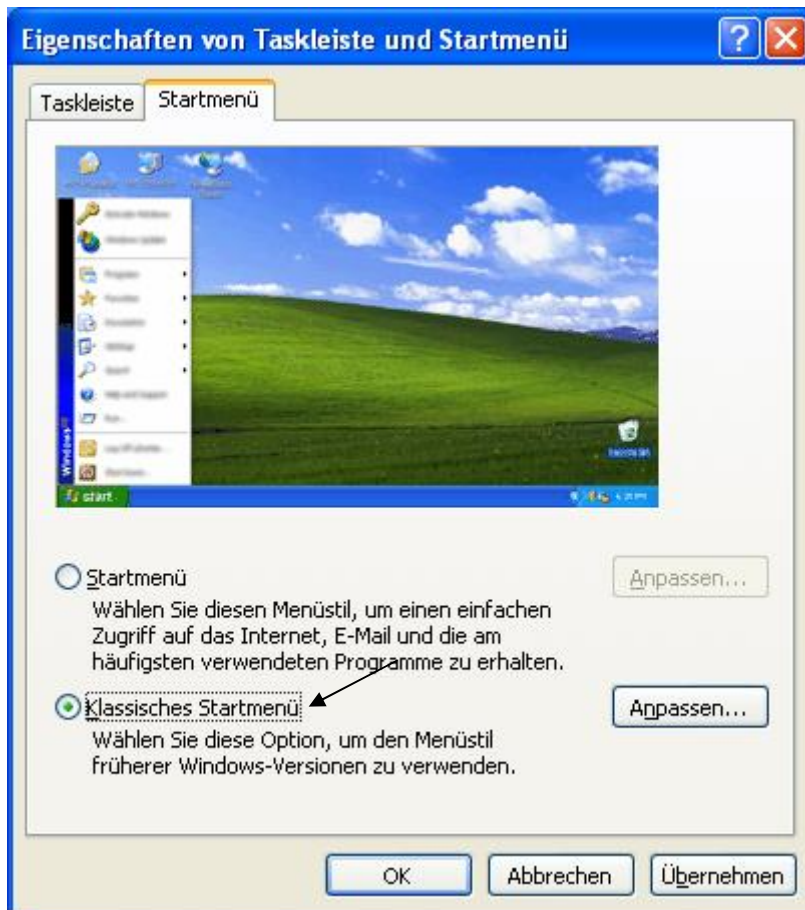 Eigenschaften von Taskleiste und Startmenü
Taskleiste
Startmenü
Windows
start
Startmenü
Anpassen...
Wählen Sie diesen Menüstil, um einen einfachen
Zugriff auf das Internet, E-Mail und die am
häufigsten verwendeten Programme zu erhalten.
Klassisches Startmenü
Anpassen...
Wählen Sie diese Option, um den Menüstil
früherer Windows-Versionen zu verwenden.
OK
Abbrechen
Übernehmen